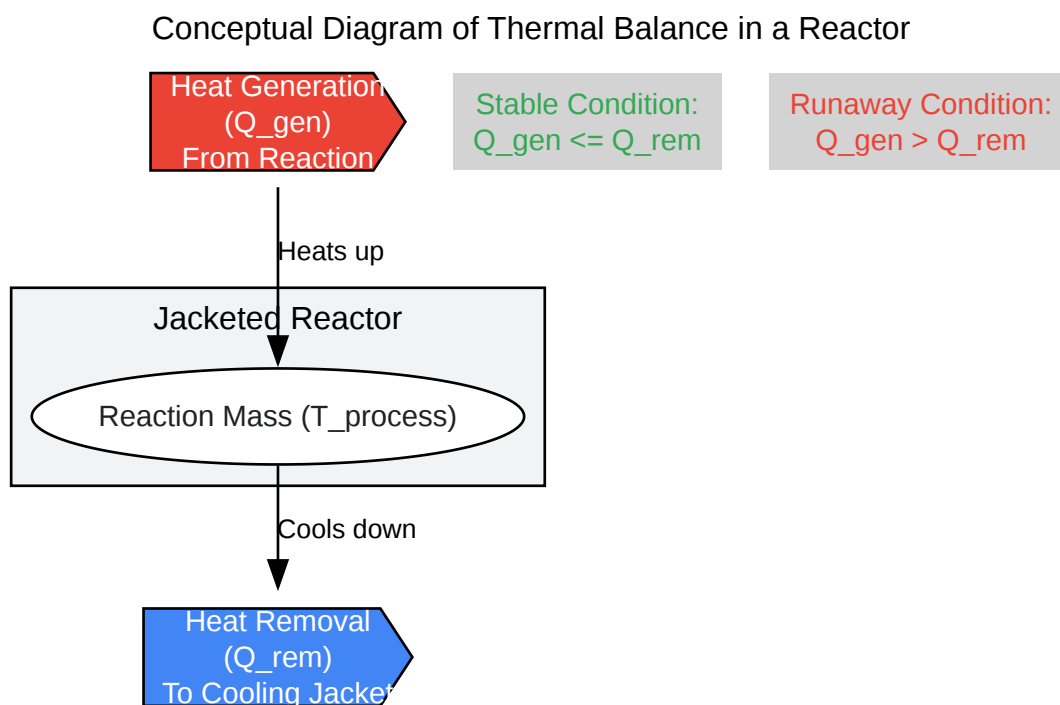 Conceptual Diagram of Thermal Balance in a Reactor
Heat Generation
(Q_gen)
From Reaction
Stable Condition:
Q_gen <= Q_rem
Runaway Condition:
Q_gen > Q_rem
Heats up
Jacketed Reactor
Reaction Mass (T_process)
Cools down
Heat Removal
(Q_rem)
To Cooling Jacket